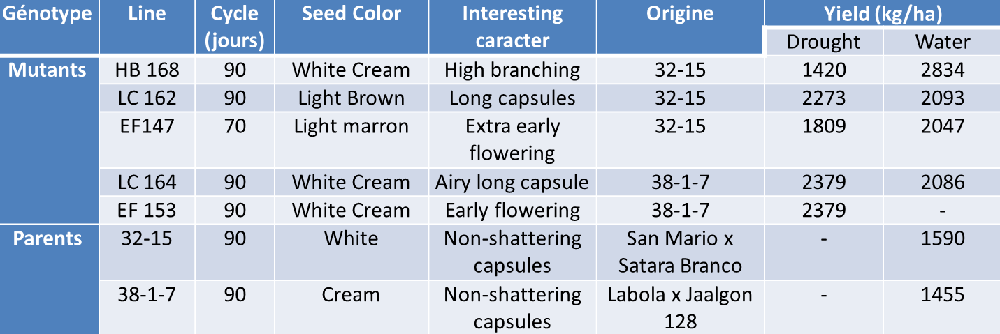 Génotype Line Cycle (jours) Seed Color Interesting caracter Origine Yield (kg/ha)
Drought Water
Mutants HB 168 90 White Cream High branching 32-15 1420 2834
LC 162 90 Light Brown Long capsules 32-15 2273 2093
EF147 70 Light marron Extra early flowering 32-15 1809 2047
LC 164 90 White Cream Airy long capsule 38-1-7 2379 2086
EF 153 90 White Cream Early flowering 38-1-7 2379 -
Parents 32-15 90 White Non-shattering capsules San Mario x Satara Branco - 1590
38-1-7 90 Cream Non-shattering capsules Labola x Jaalgon 128 - 1455